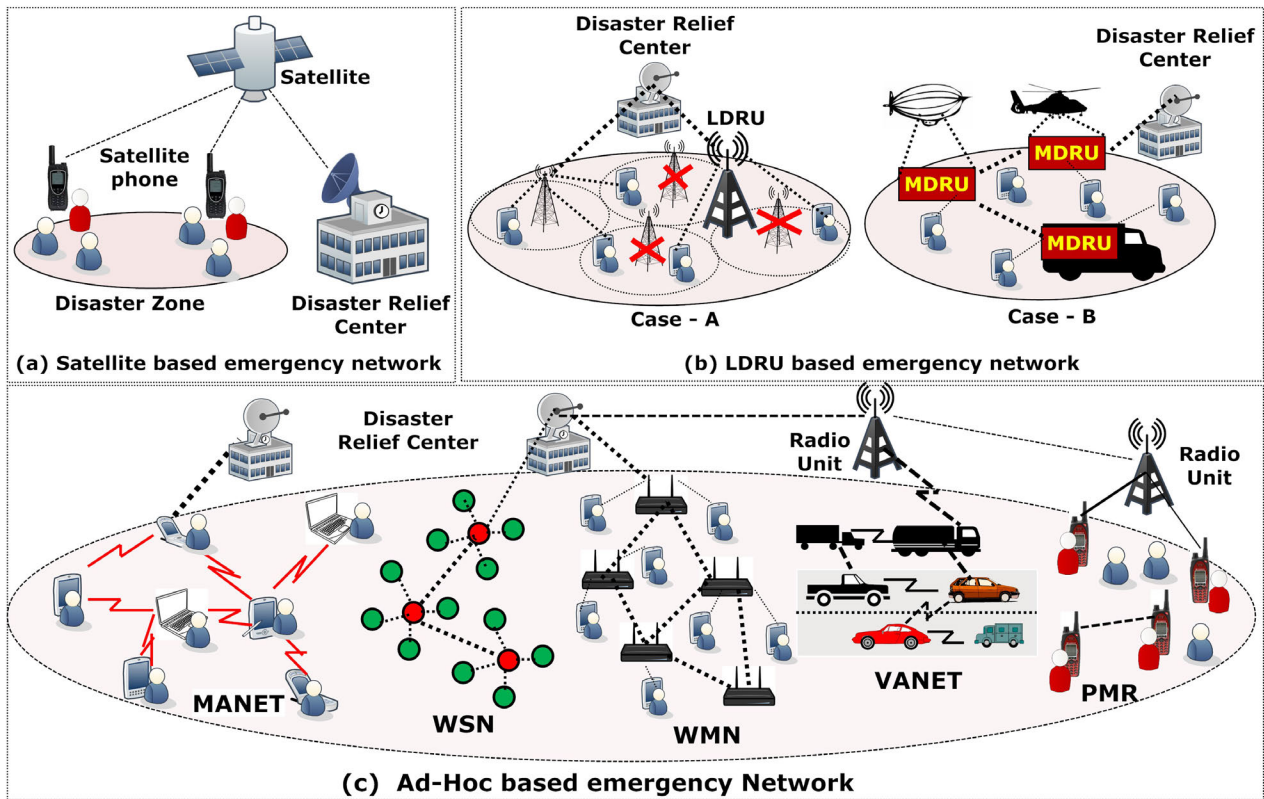 Satellite
Satellite
phone
Disaster Zone
Disaster Relief
Center
(a) Satellite based emergency network
Disaster Relief
Center
LDRU
Case - A
Disaster Relief
Center
MDRU
MDRU
MDRU
Case - B
(b) LDRU based emergency network
Disaster
Relief Center
Radio
Unit
Radio
Unit
MANET
WSN
WMN
VANET
PMR
(c) Ad-Hoc based emergency Network